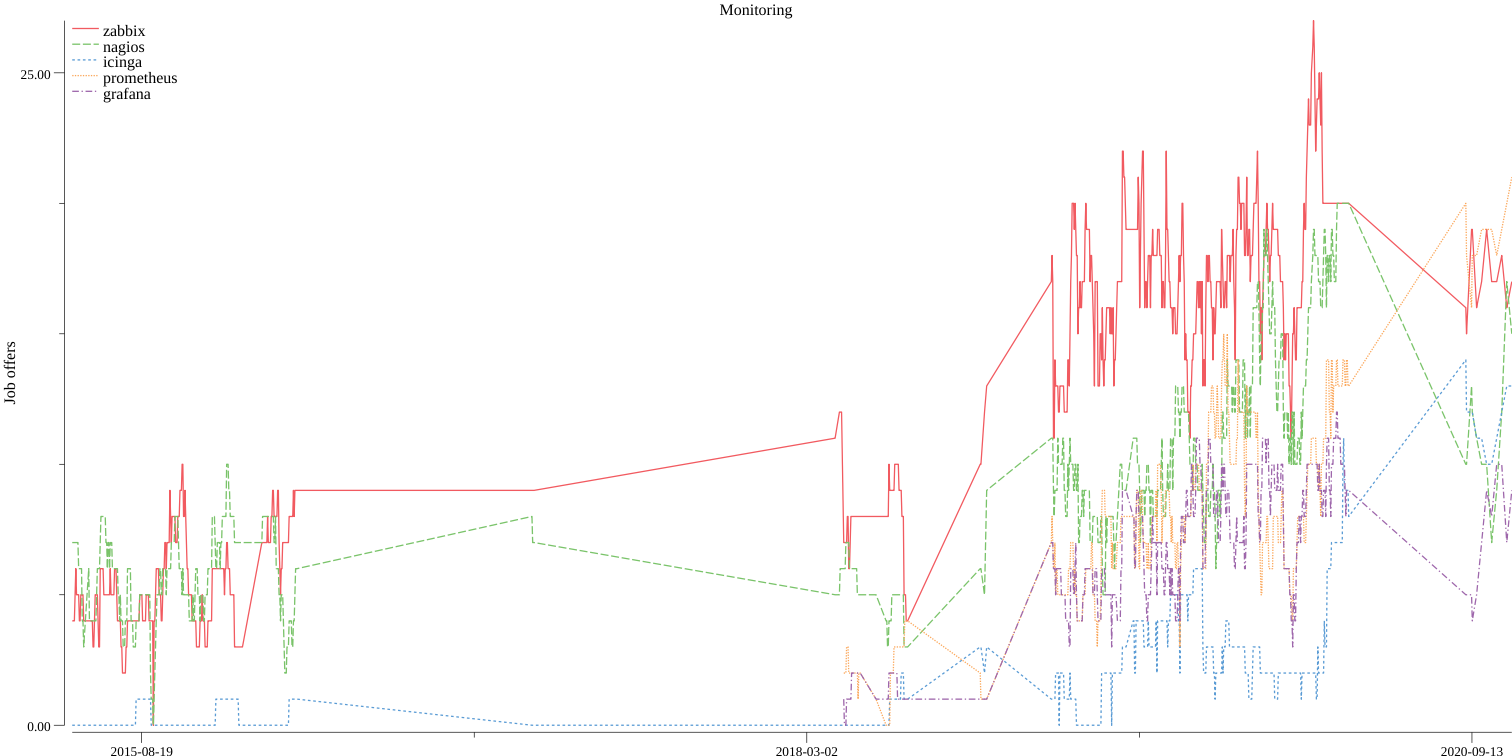 Monitoring
zabbix
nagios
icinga
prometheus
grafana
25.00
Job offers
0.00
2015-08-19
2018-03-02
2020-09-13